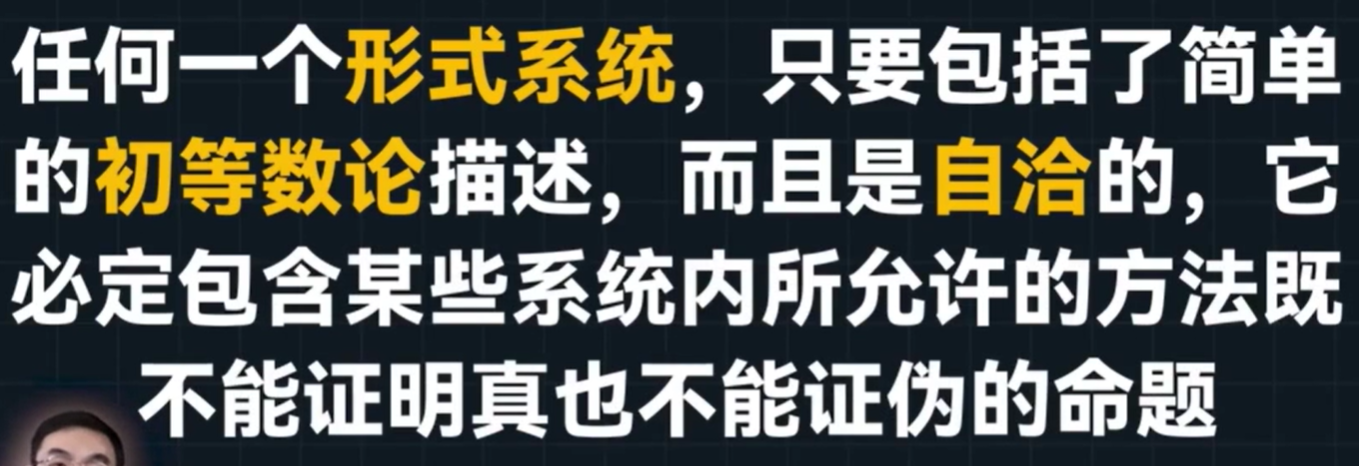 任何一个形式系统，只要包括了简单
的初等数论描述，而且是自洽的，它
必定包含某些系统内所允许的方法既
不能证明真也不能证伪的命题